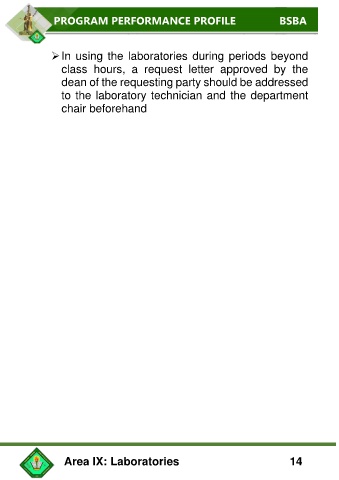 PROGRAM PERFORMANCE PROFILE BSBA
➢In using the laboratories during periods beyond
class hours, a request letter approved by the
dean of the requesting party should be addressed
to the laboratory technician and the department
chair beforehand
Area IX: Laboratories 14